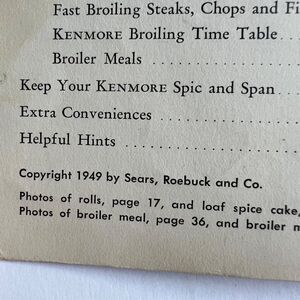 Fast Broiling Steaks, Chops and Fi
KENMORE Broiling Time Table . . . .
Broiler Meals . . . . . . . . . . . . . . . . . . . .
Keep Your KENMORE Spic and Span . . . .
Extra Conveniences . . . . . . . . . . . . . . . .
Helpful Hints . . . . . . . . . . . . . . . . . . . . . .
Copyright 1949 by Sears, Roebuck and Co.
Photos of rolls, page 17, and loaf spice cake,
Photos of broiler meal, page 36, and broiler m